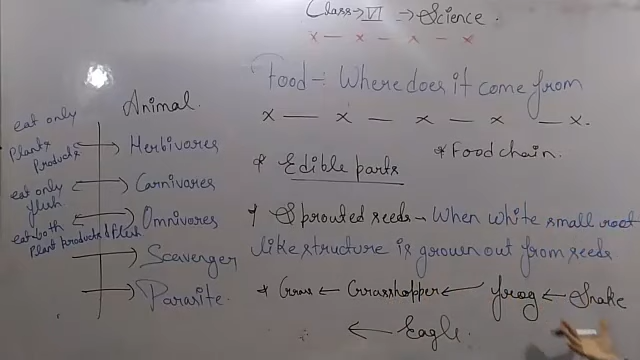 Class → VI → Science.
x — x — x — x
Food :- Where does it come from
x — x — x — x — x.
Animal.
eat only
Plants
Products
Herbivores
eat only
flesh
Carnivores
eat both
Plant products & flesh
Omnivores
Scavenger
Parasite.
* Edible parts
* Food chain.
* Sprouted seeds - When white small root
like structure is grown out from seeds
* Grass ← Grasshopper ← frog ← Snake
← Eagle.